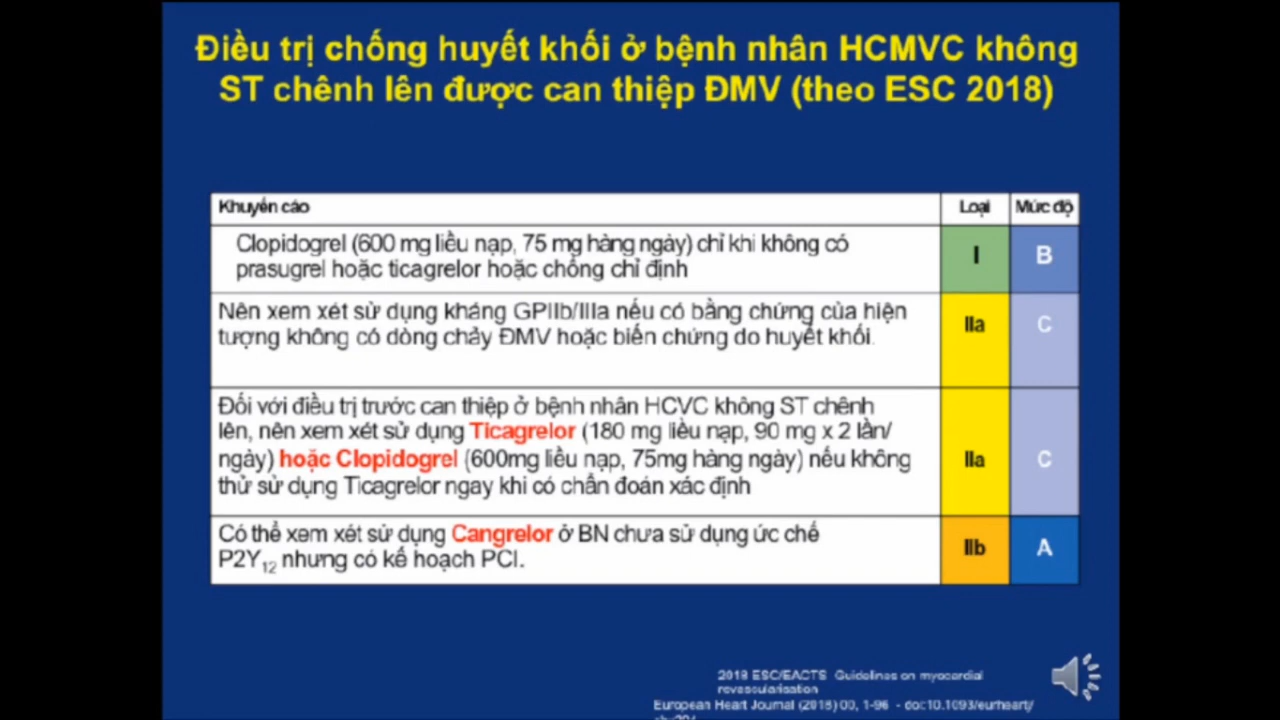 Điều trị chống huyết khối ở bệnh nhân HCMVC không
ST chênh lên được can thiệp ĐMV (theo ESC 2018)
Khuyến cáo Loại Mức độ
Clopidogrel (600 mg liều nạp, 75 mg hàng ngày) chỉ khi không có
prasugrel hoặc ticagrelor hoặc chống chỉ định
I B
Nên xem xét sử dụng kháng GPIIb/IIIa nếu có bằng chứng của hiện
tượng không có dòng chảy ĐMV hoặc biến chứng do huyết khối.
IIa C
Đối với điều trị trước can thiệp ở bệnh nhân HCVC không ST chênh
lên, nên xem xét sử dụng Ticagrelor (180 mg liều nạp, 90 mg x 2 lần/
ngày) hoặc Clopidogrel (600mg liều nạp, 75mg hàng ngày) nếu không
thử sử dụng Ticagrelor ngay khi có chẩn đoán xác định
IIa C
Có thể xem xét sử dụng Cangrelor ở BN chưa sử dụng ức chế
P2Y12 nhưng có kế hoạch PCI.
IIb A
2018 ESC/EACTS Guidelines on myocardial
revascularisation
European Heart Journal (2018) 00, 1-96 - doi:10.1093/eurheart/